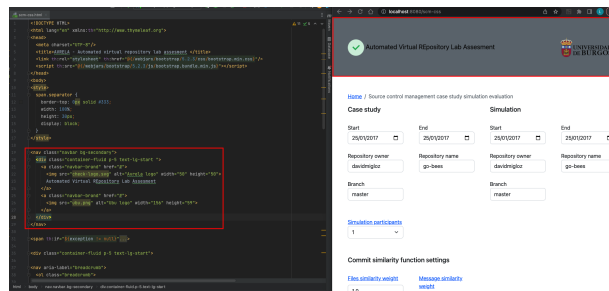 <!DOCTYPE html>
<html lang="en" xmlns:th="http://www.thymeleaf.org">
<head>
<meta charset="UTF-8"/>
<title>AVRELA - Automated virtual repository lab assesment </title>
<body>
<style>
span.separator {
width: 100%;
display: block;
}
</style>
<nav class="navbar bg-secondary">
<div class="container-fluid p-5 text-lg-start ">
<a class="navbar-brand" href="#">
Automated Virtual REpository Lab Assesment
</a>
<a class="navbar-brand" href="#">
</a>
</div>
</nav>
<div class="container-fluid p-5 text-lg-start">
<nav aria-label="breadcrumb">
localhost
Automated Virtual REpository Lab Assesment
UNIVERSIDAD
DE BURGO
Home / Source control management case study simulation evaluation
Case study
Simulation
Start
End
Start
End
25/01/2017
25/01/2017
25/01/2017
25/01/2017
Repository owner
Repository name
Repository owner
Repository name
davidmigloz
go-bees
davidmigloz
go-bees
Branch
Branch
master
master
Simulation participants
1
Commit similarity function settings
Files similarity weight
Message similarity
weight